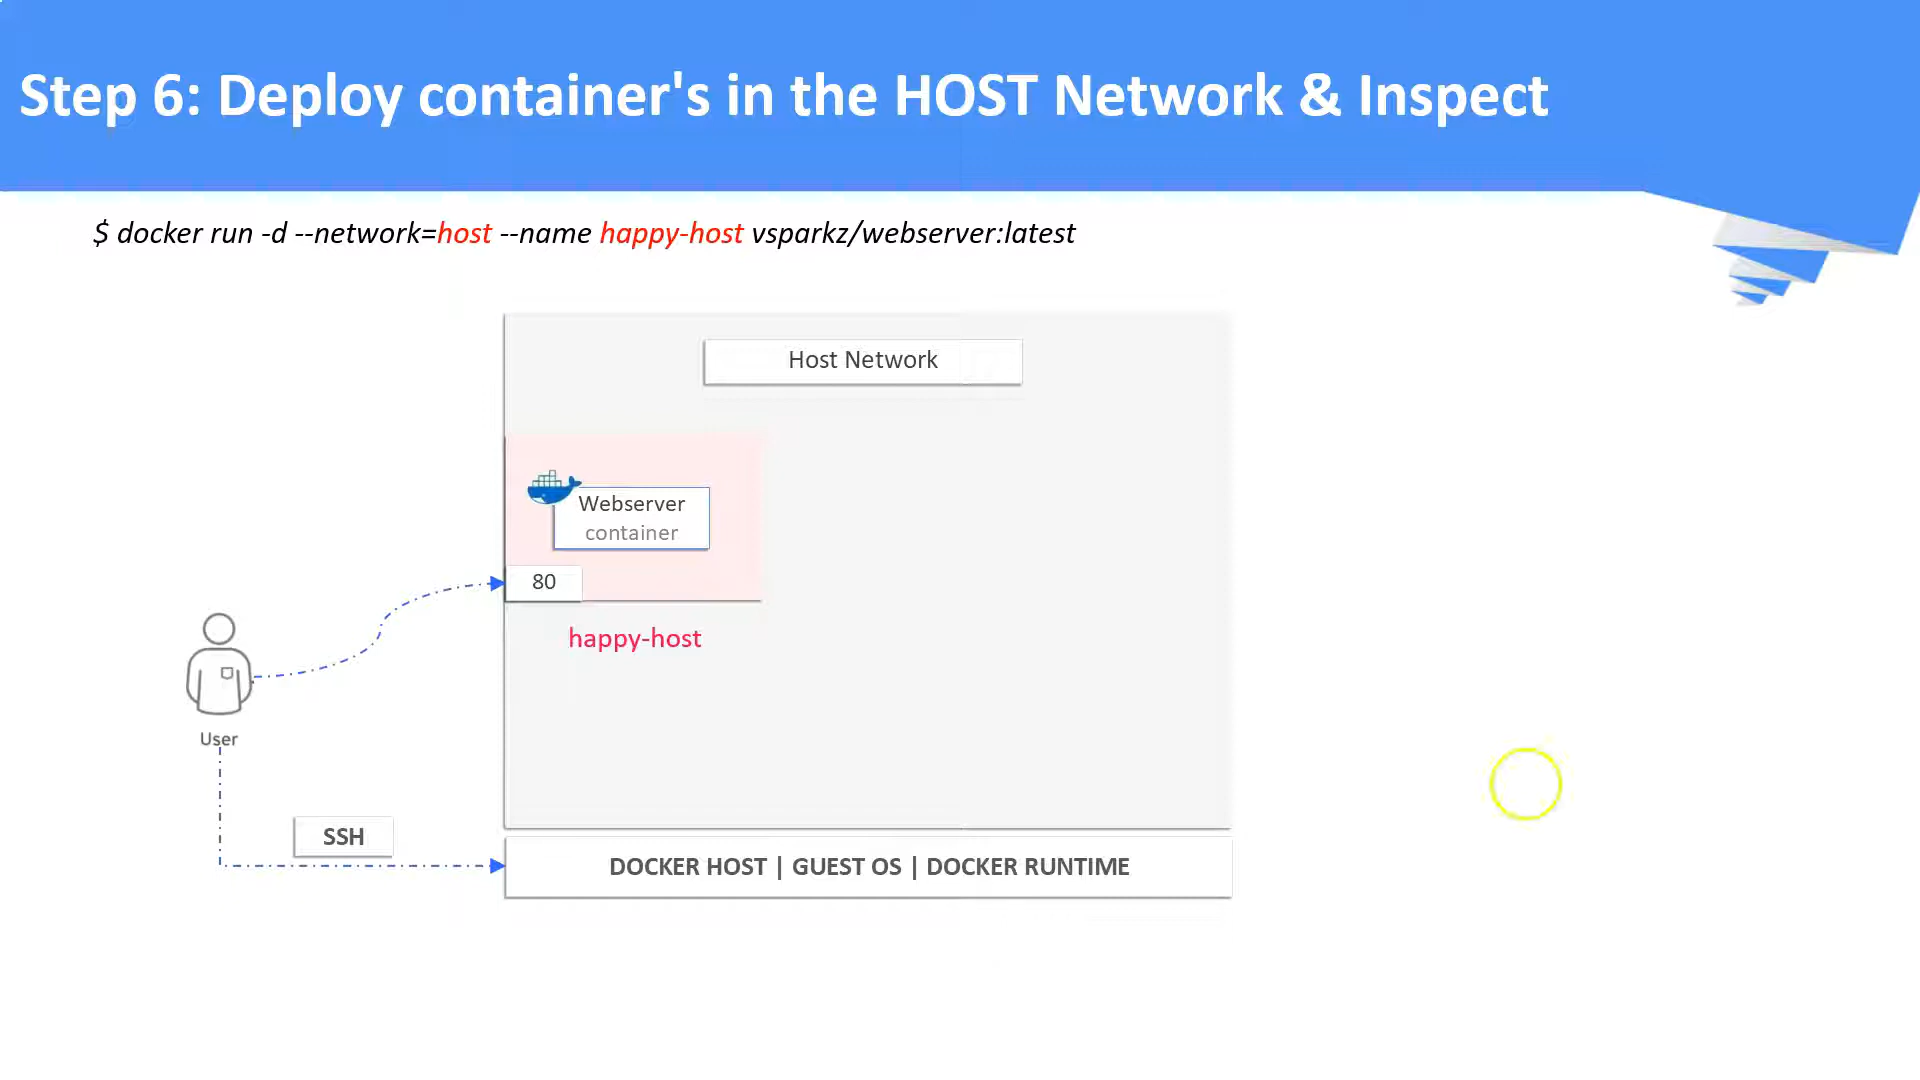 Step 6: Deploy container's in the HOST Network & Inspect
$ docker run -d --network=host --name happy-host vsparkz/webserver:latest
Host Network
Webserver
container
80
happy-host
User
SSH
DOCKER HOST | GUEST OS | DOCKER RUNTIME